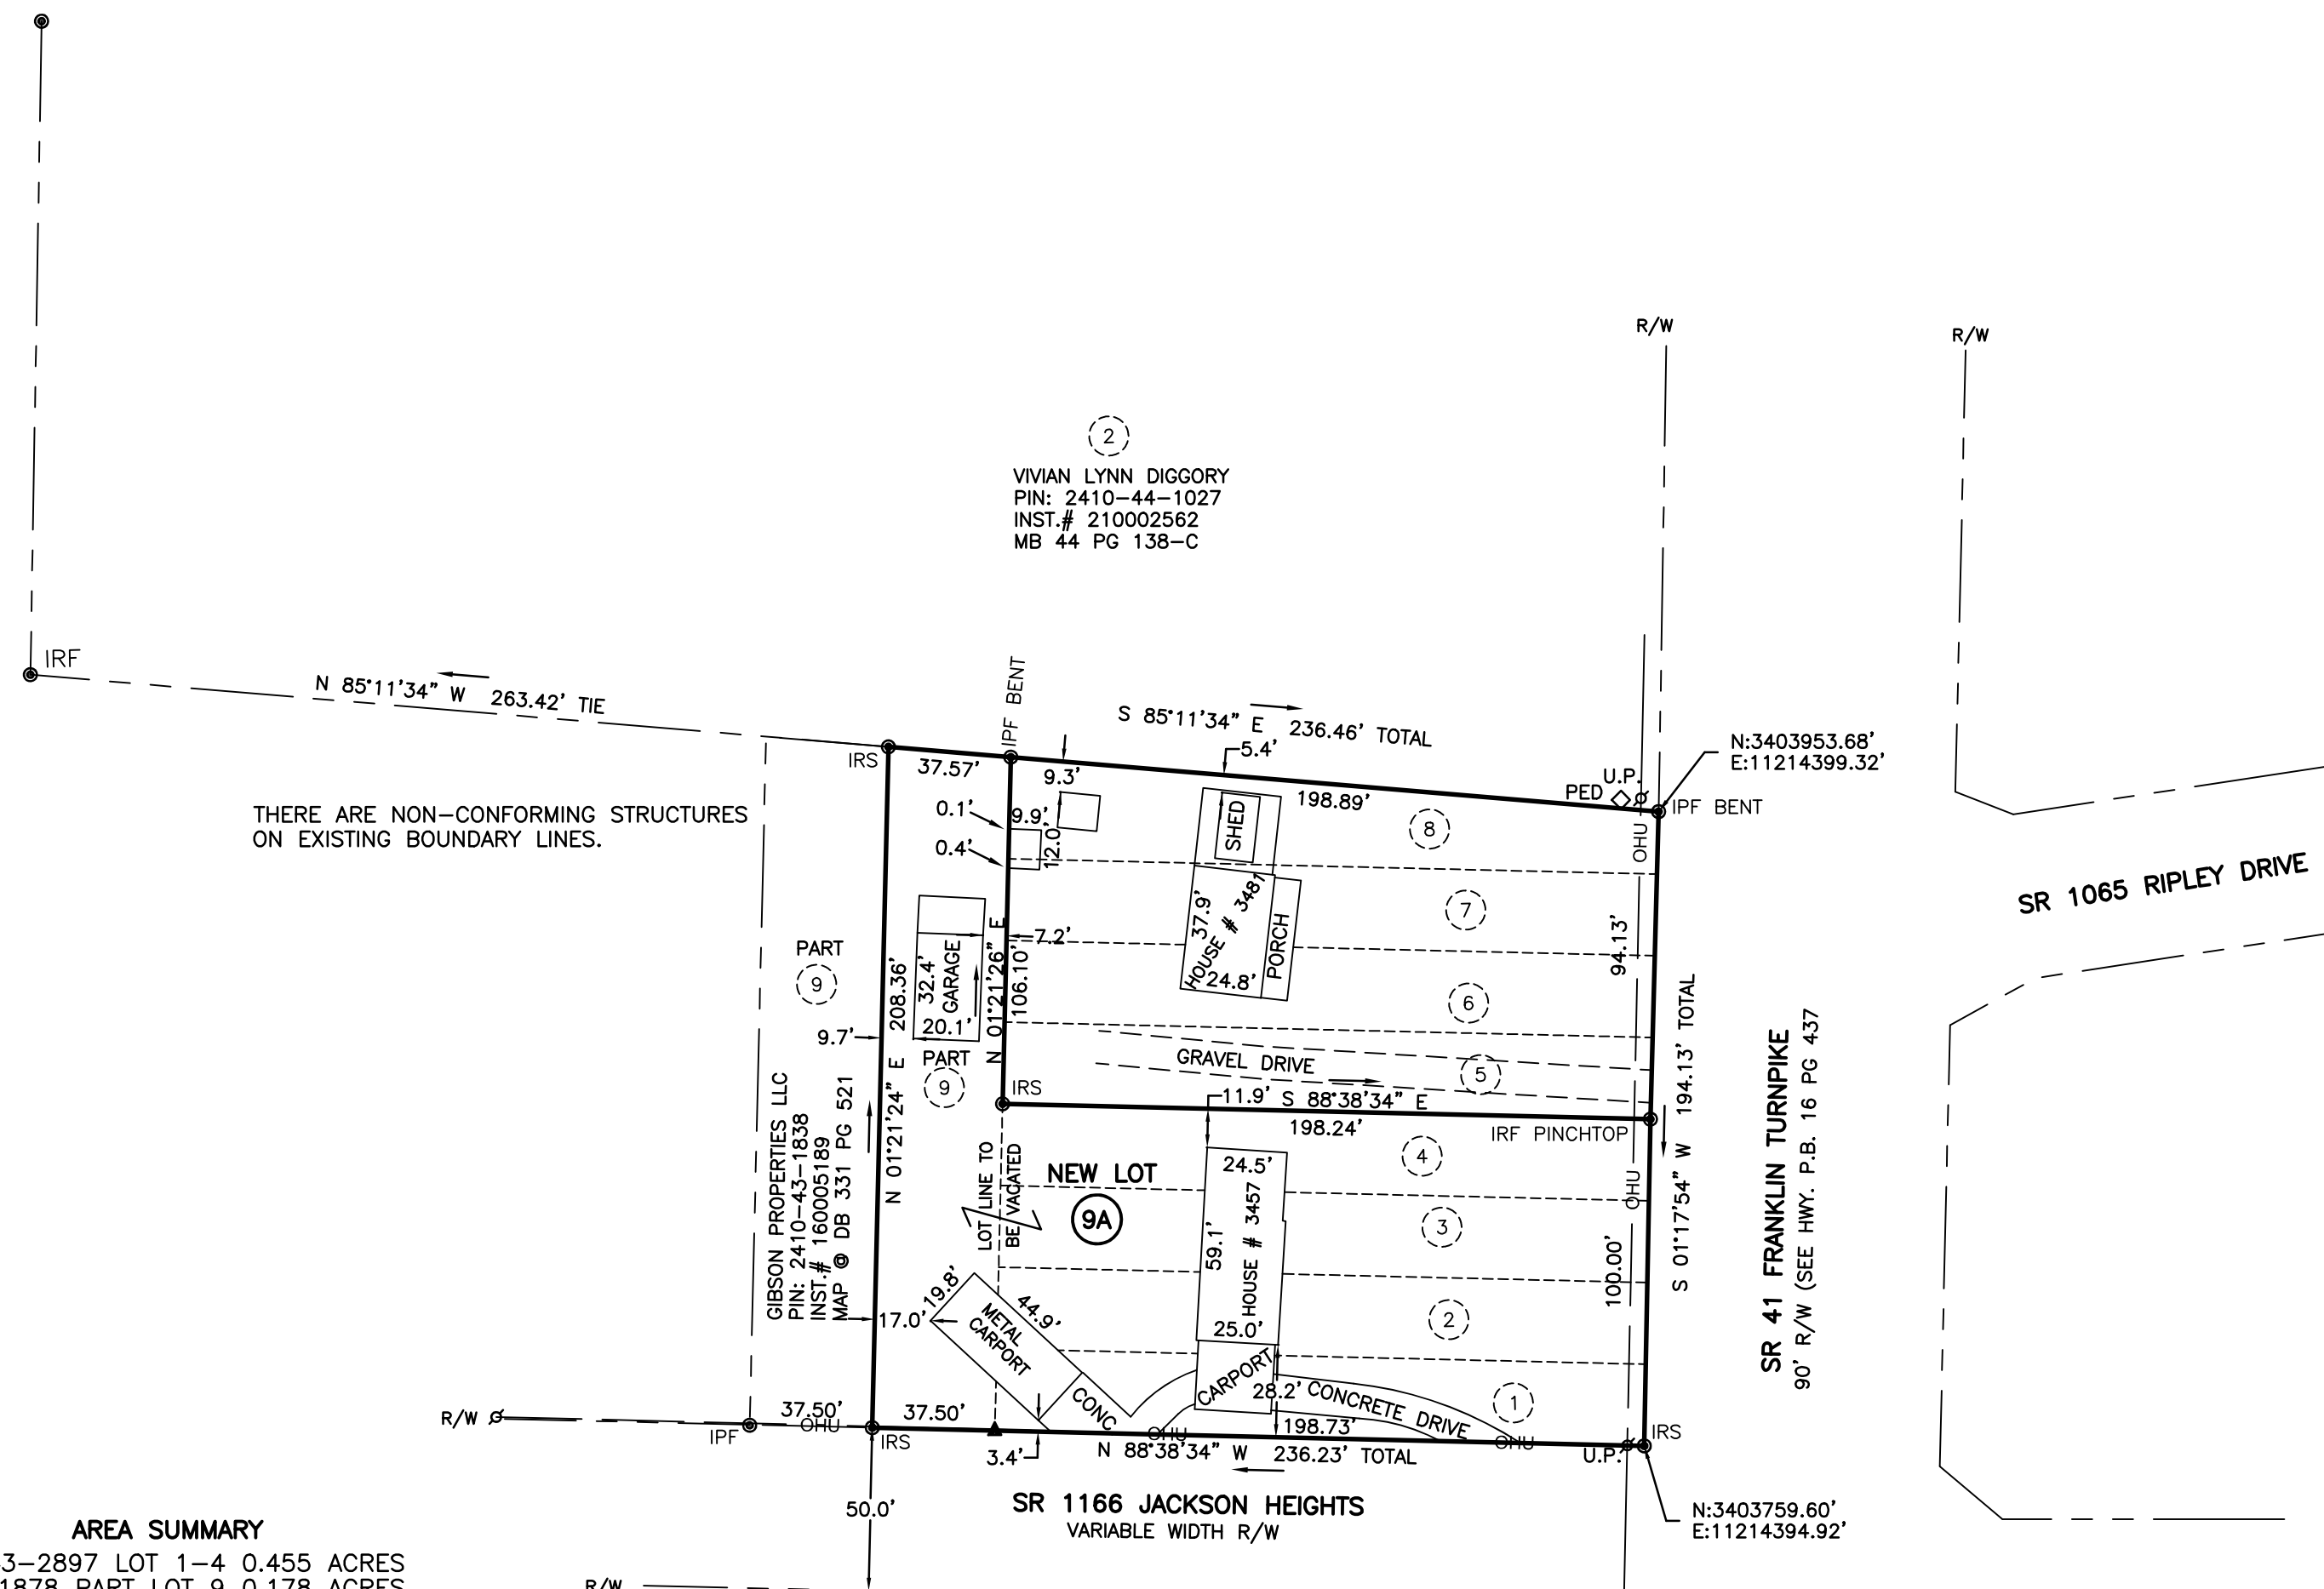 R/W
R/W
2
VIVIAN LYNN DIGGORY
PIN: 2410-44-1027
INST.# 210002562
MB 44 PG 138-C
IRF
N 85°11'34" W 263.42' TIE
IPF BENT
S 85°11'34" E 236.46' TOTAL
5.4'
N:3403953.68'
E:11214399.32'
IRS
37.57'
9.3'
198.89'
PED
U.P.
IPF BENT
THERE ARE NON-CONFORMING STRUCTURES
ON EXISTING BOUNDARY LINES.
0.1'
9.9'
0.4'
12.0'
SHED
8
OHU
SR 1065 RIPLEY DRIVE
PART
9
208.36'
N 01°21'24" E
32.4'
GARAGE
20.1'
N 01°21'26" E
106.10'
7.2'
37.9'
HOUSE # 3481
24.8'
PORCH
7
94.13'
6
9.7'
PART
9
GRAVEL DRIVE
5
IRS
11.9'
S 88°38'34" E
198.24'
IRF PINCHTOP
S 01°17'54" W 194.13' TOTAL
SR 41 FRANKLIN TURNPIKE
90' R/W (SEE HWY. P.B. 16 PG 437
GIBSON PROPERTIES LLC
PIN: 2410-43-1838
INST.# 160005189
MAP @ DB 331 PG 521
LOT LINE TO
BE VACATED
NEW LOT
9A
24.5'
59.1'
HOUSE # 3457
25.0'
4
OHU
3
100.00'
2
17.0'
19.8'
44.9'
METAL
CARPORT
CONC
CARPORT
28.2'
CONCRETE DRIVE
1
R/W
37.50'
OHU
IPF
37.50'
IRS
OHU
198.73'
OHU
IRS
3.4'
N 88°38'34" W 236.23' TOTAL
U.P.
50.0'
SR 1166 JACKSON HEIGHTS
VARIABLE WIDTH R/W
N:3403759.60'
E:11214394.92'
AREA SUMMARY
3-2897 LOT 1-4 0.455 ACRES
1878 PART LOT 9 0.178 ACRES
R/W